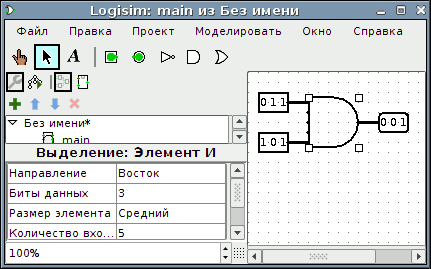 Logisim: main из Без имени
Файл Правка Проект Моделировать Окно Справка
A
Без имени*
main
Выделение: Элемент И
Направление Восток
Биты данных 3
Размер элемента Средний
Количество вхо... 5
100%
0 1 1
1 0 1
0 0 1